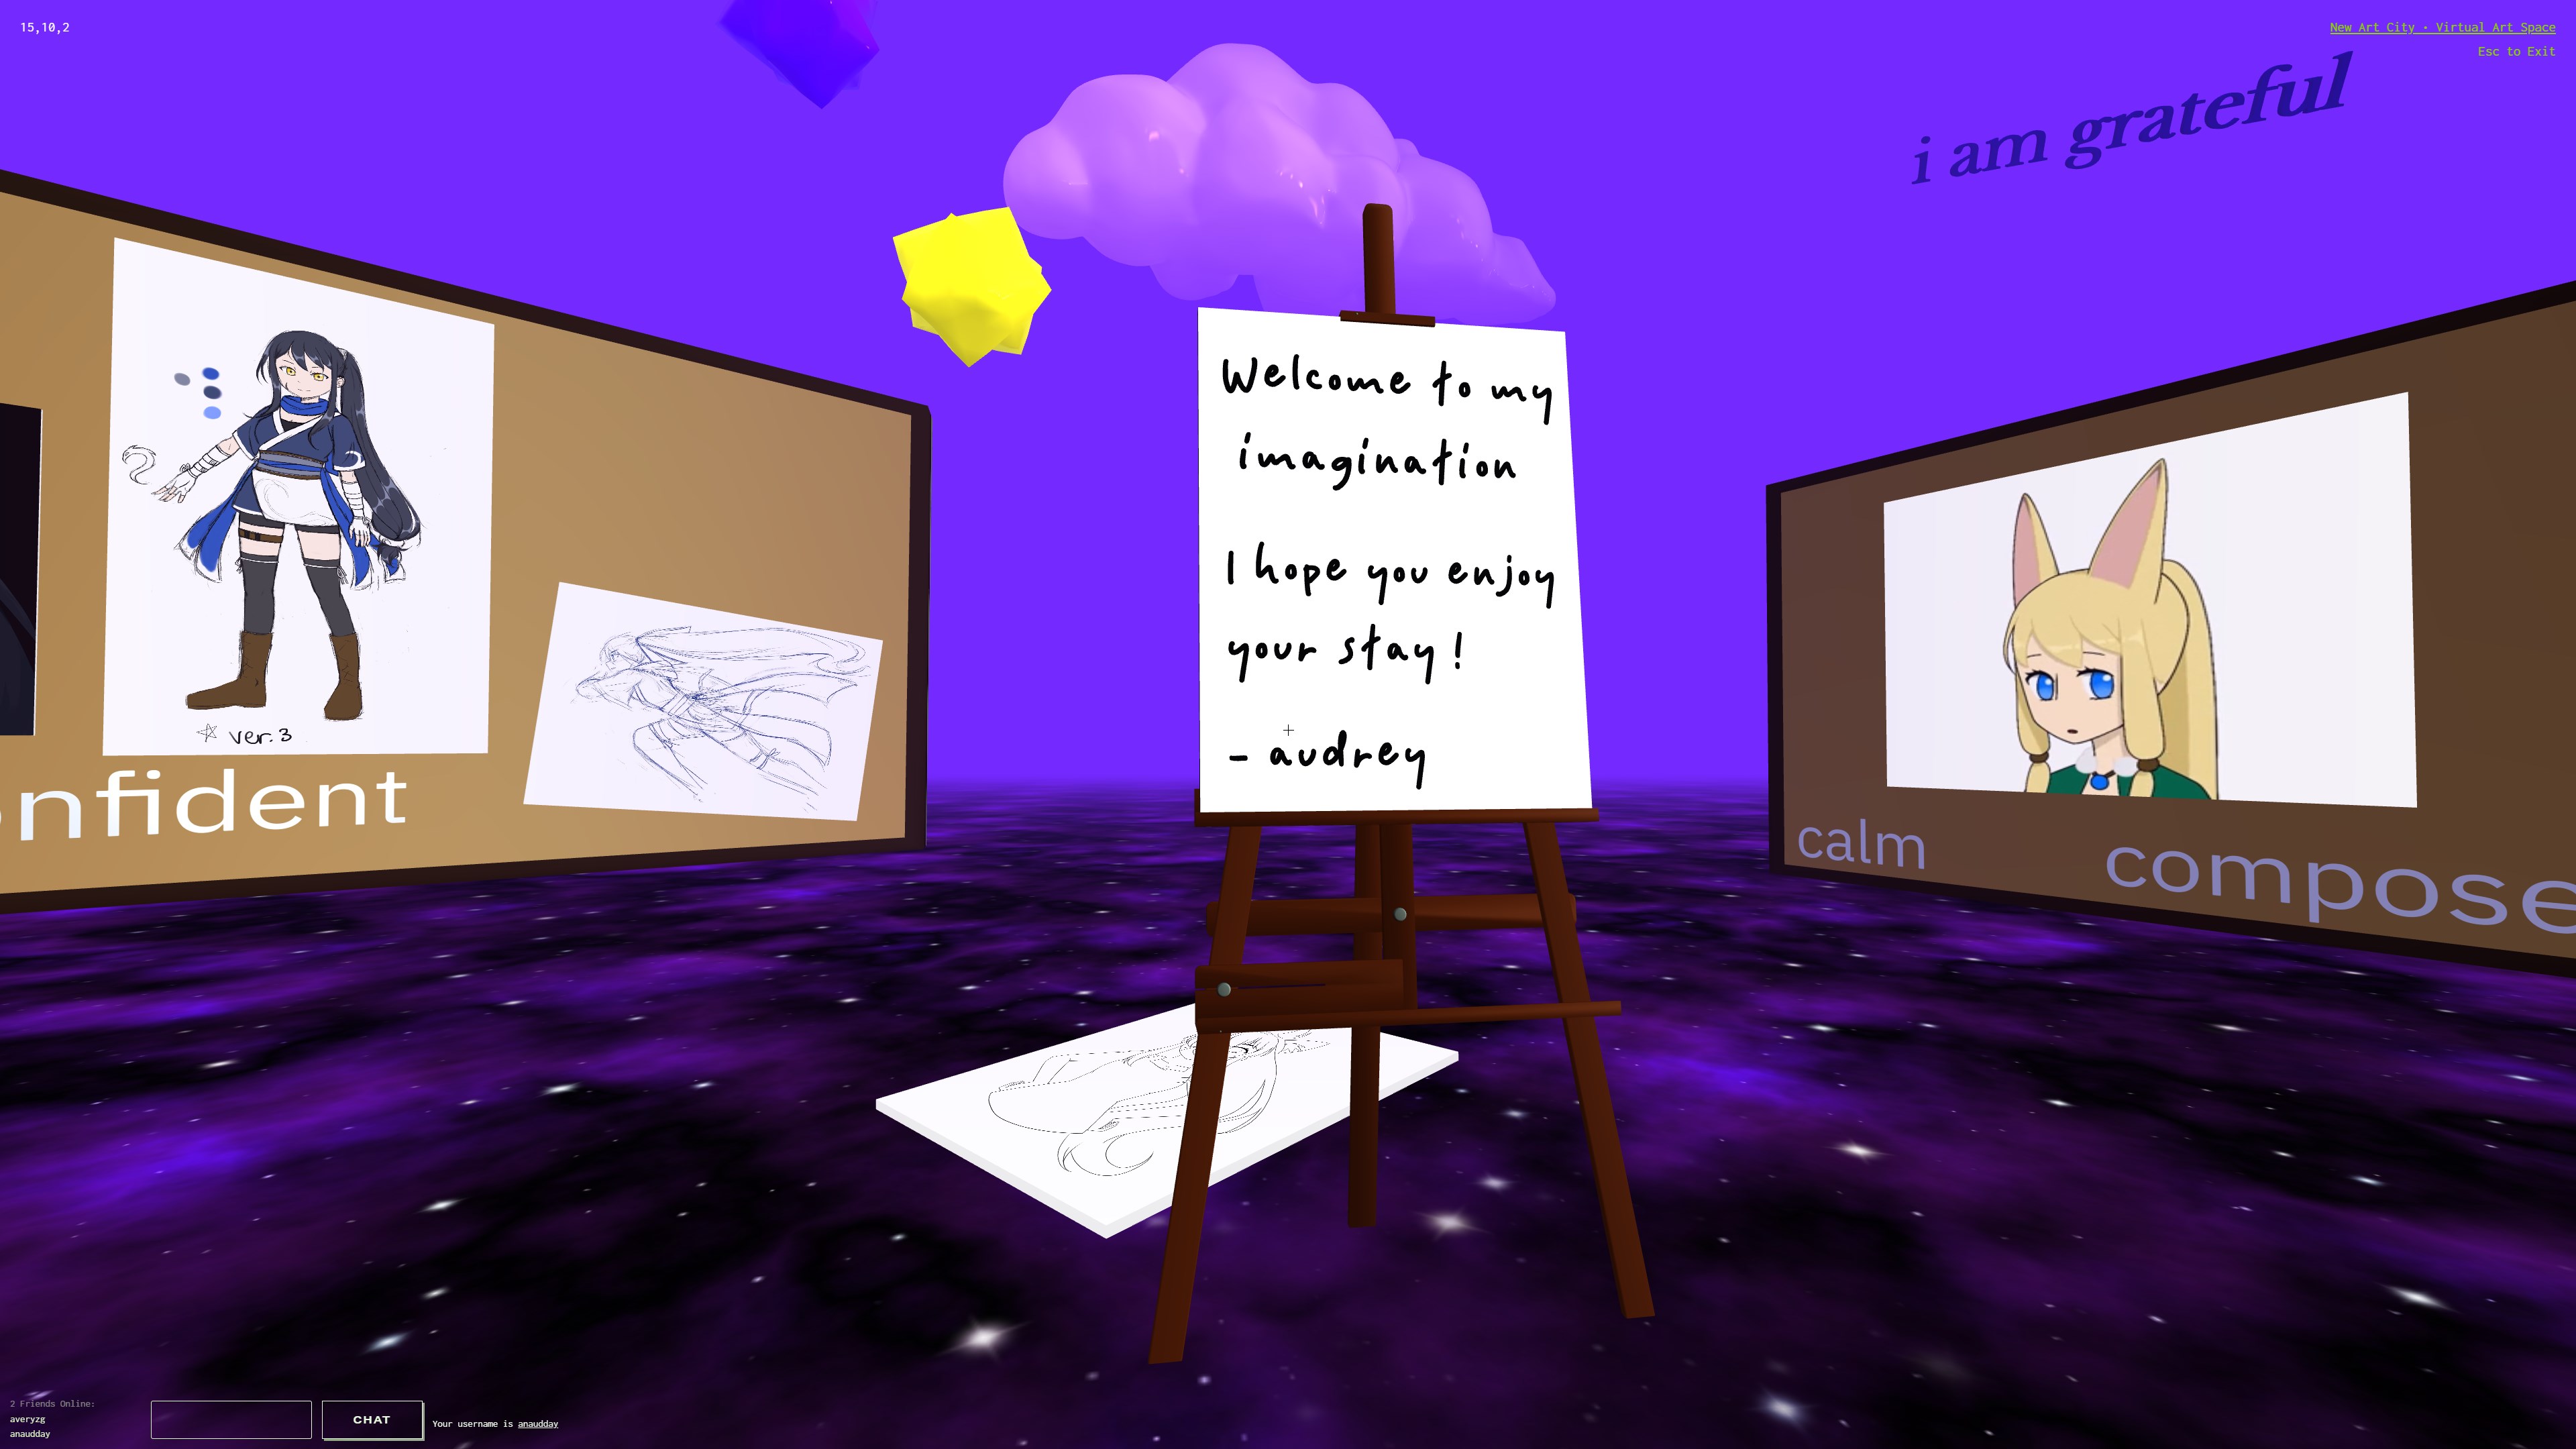 15,10,2
New Art City • Virtual Art Space
Esc to Exit
i am grateful
Welcome to my
imagination
I hope you enjoy
your stay!
- audrey
☆ ver.3
nfident
calm
compose
2 Friends Online:
averyzg
anaudday
CHAT
Your username is anaudday